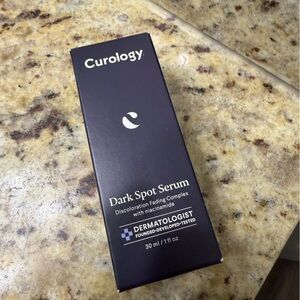 Curology
Dark Spot Serum
Discoloration Fading Complex
with niacinamide
DERMATOLOGIST
FOUNDED•DEVELOPED•TESTED
30 ml / 1 fl oz